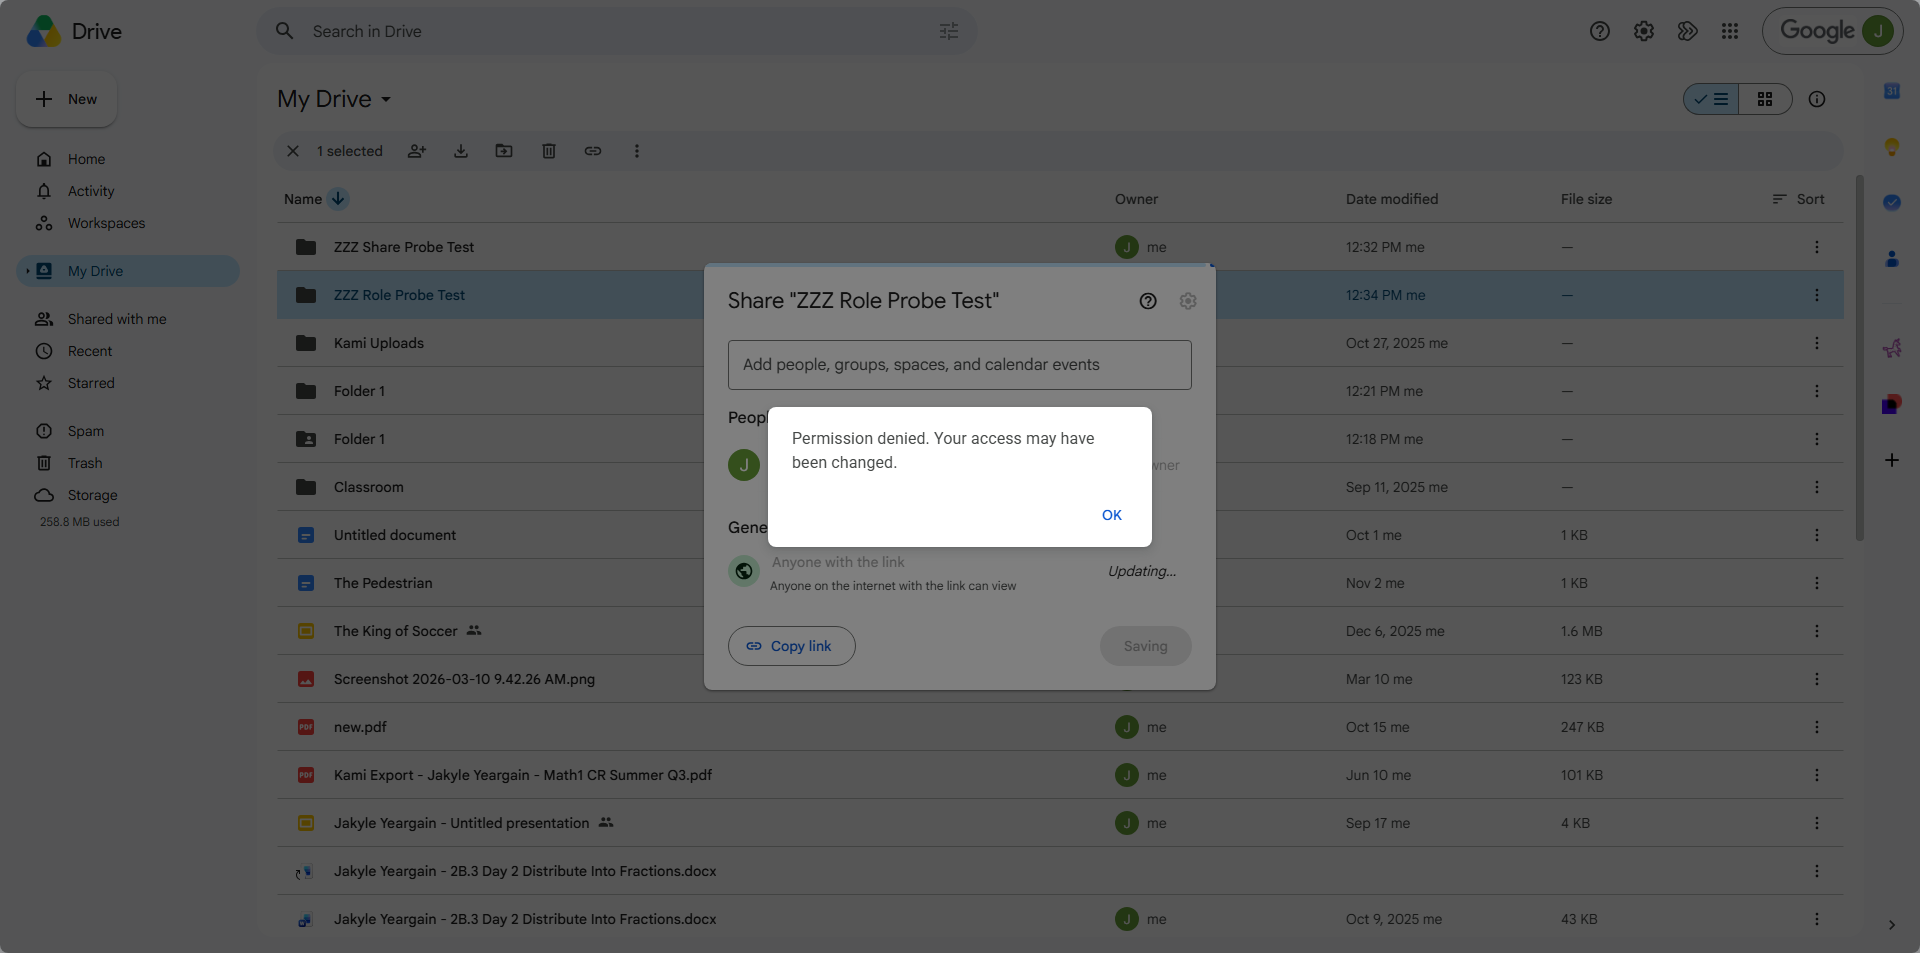 Drive
Search in Drive
Google
J
New
My Drive
1 selected
Home
Activity
Workspaces
My Drive
Shared with me
Recent
Starred
Spam
Trash
Storage
258.8 MB used
Name
Owner
Date modified
File size
Sort
ZZZ Share Probe Test
J me
12:32 PM me
—
ZZZ Role Probe Test
12:34 PM me
—
Kami Uploads
Oct 27, 2025 me
—
Folder 1
12:21 PM me
—
Folder 1
12:18 PM me
—
Classroom
Sep 11, 2025 me
—
Untitled document
Oct 1 me
1 KB
The Pedestrian
Nov 2 me
1 KB
The King of Soccer
Dec 6, 2025 me
1.6 MB
Screenshot 2026-03-10 9.42.26 AM.png
Mar 10 me
123 KB
PDF
new.pdf
J me
Oct 15 me
247 KB
PDF
Kami Export - Jakyle Yeargain - Math1 CR Summer Q3.pdf
J me
Jun 10 me
101 KB
Jakyle Yeargain - Untitled presentation
J me
Sep 17 me
4 KB
Jakyle Yeargain - 2B.3 Day 2 Distribute Into Fractions.docx
Jakyle Yeargain - 2B.3 Day 2 Distribute Into Fractions.docx
J me
Oct 9, 2025 me
43 KB
Share "ZZZ Role Probe Test"
Add people, groups, spaces, and calendar events
Peop
J
wner
Permission denied. Your access may have
been changed.
OK
Gene
Anyone with the link
Anyone on the internet with the link can view
Updating...
Copy link
Saving
31